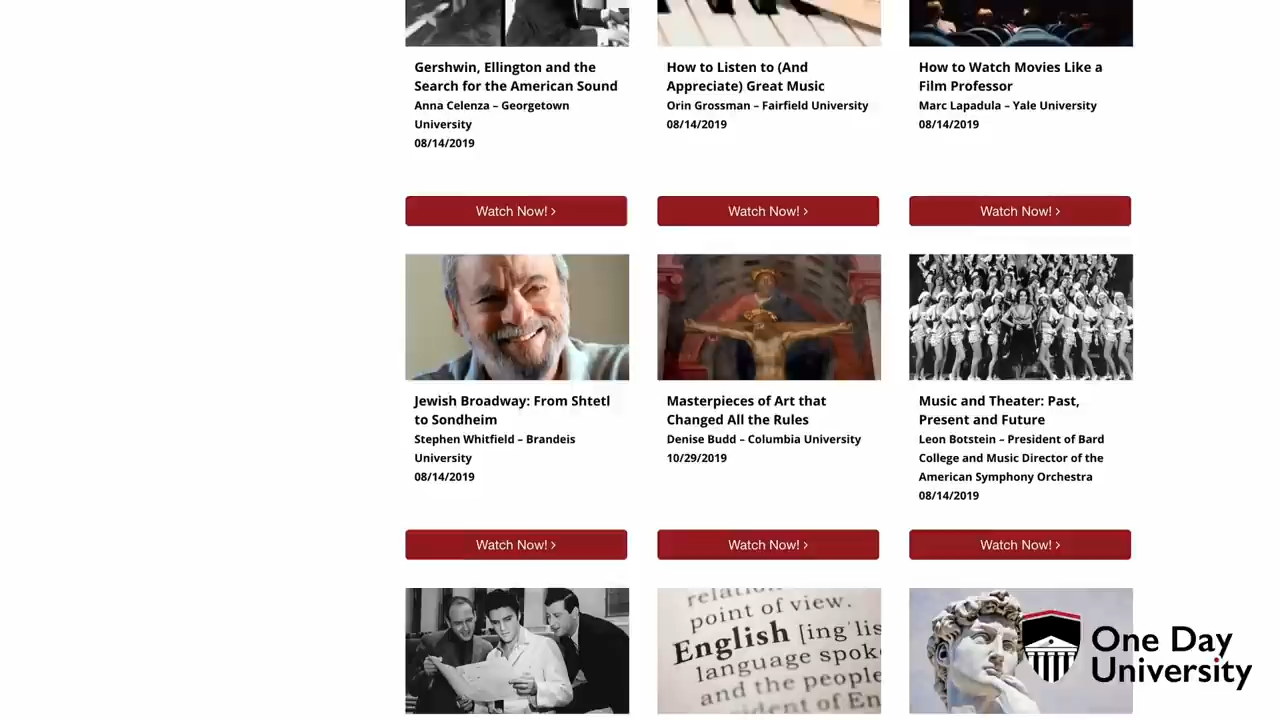 Gershwin, Ellington and the
Search for the American Sound
Anna Celenza – Georgetown
University
08/14/2019
How to Listen to (And
Appreciate) Great Music
Orin Grossman – Fairfield University
08/14/2019
How to Watch Movies Like a
Film Professor
Marc Lapadula – Yale University
08/14/2019
Watch Now! ›
Watch Now! ›
Watch Now! ›
Jewish Broadway: From Shtetl
to Sondheim
Stephen Whitfield – Brandeis
University
08/14/2019
Masterpieces of Art that
Changed All the Rules
Denise Budd – Columbia University
10/29/2019
Music and Theater: Past,
Present and Future
Leon Botstein – President of Bard
College and Music Director of the
American Symphony Orchestra
08/14/2019
Watch Now! ›
Watch Now! ›
Watch Now! ›
point of view.
English [ing'lis
language spok
and the people
ident of En
One Day
University